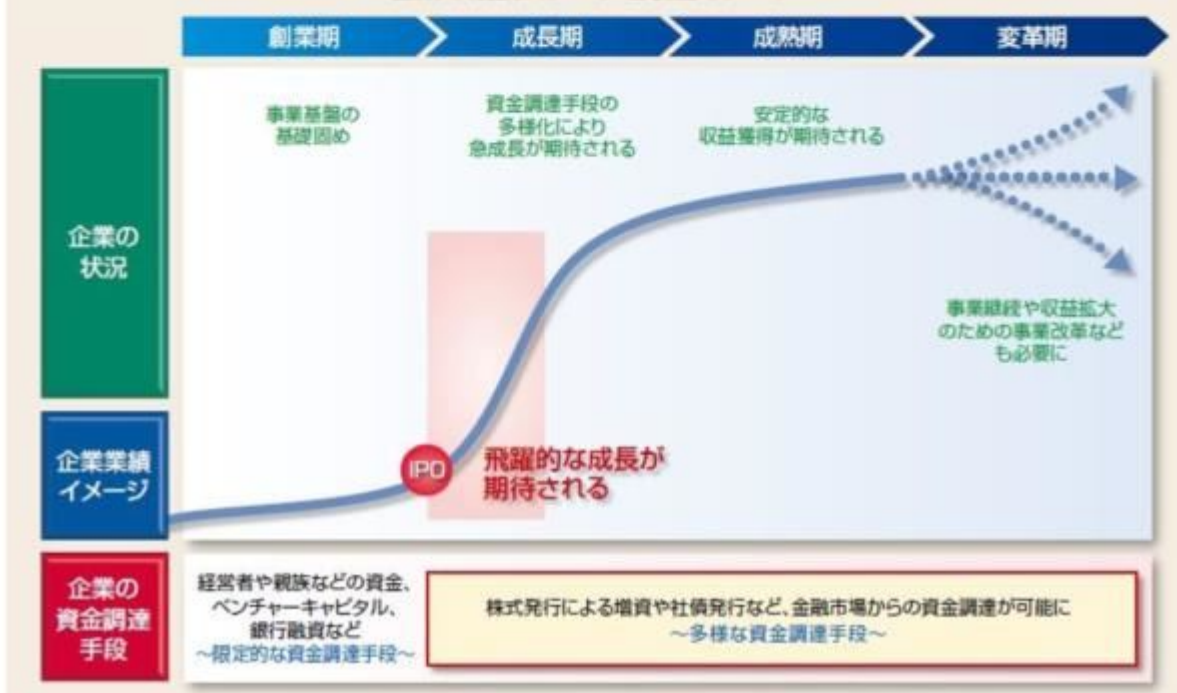 創業期
成長期
成熟期
変革期
企業の
状況
事業基盤の
基礎固め
資金調達手段の
多様化により
急成長が期待される
安定的な
収益獲得が期待される
事業継続や収益拡大
のための事業改革など
も必要に
企業業績
イメージ
IPO
飛躍的な成長が
期待される
企業の
資金調達
手段
経営者や親族などの資金、
ベンチャーキャピタル、
銀行融資など
～限定的な資金調達手段～
株式発行による増資や社債発行など、金融市場からの資金調達が可能に
～多様な資金調達手段～